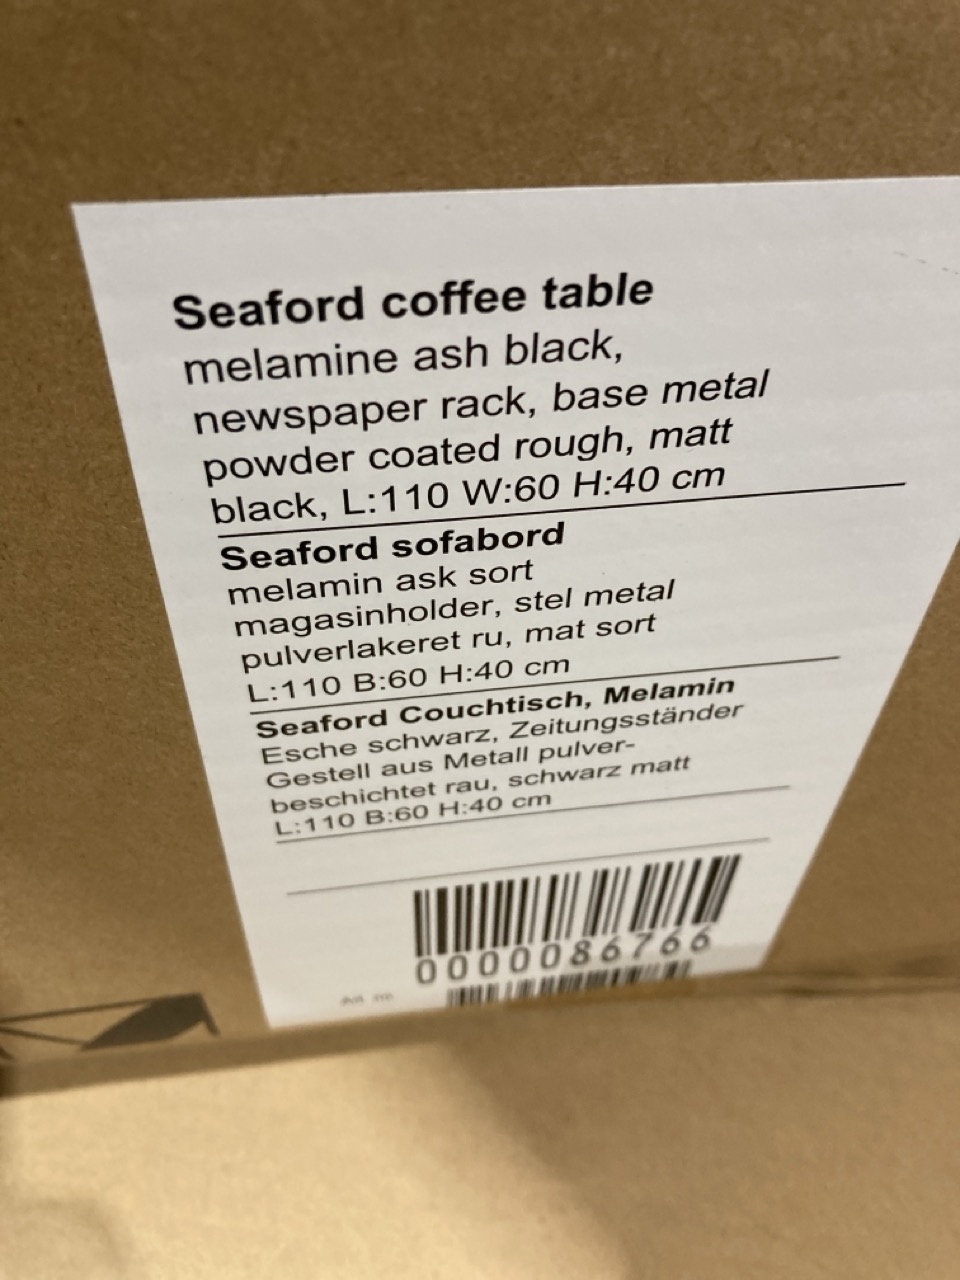 Seaford coffee table
melamine ash black,
newspaper rack, base metal
powder coated rough, matt
black, L:110 W:60 H:40 cm
Seaford sofabord
melamin ask sort
magasinholder, stel metal
pulverlakeret ru, mat sort
L:110 B:60 H:40 cm
Seaford Couchtisch, Melamin
Esche schwarz, Zeitungsständer
Gestell aus Metall pulver-
beschichtet rau, schwarz matt
L:110 B:60 H:40 cm
0000086766
Art. nr.